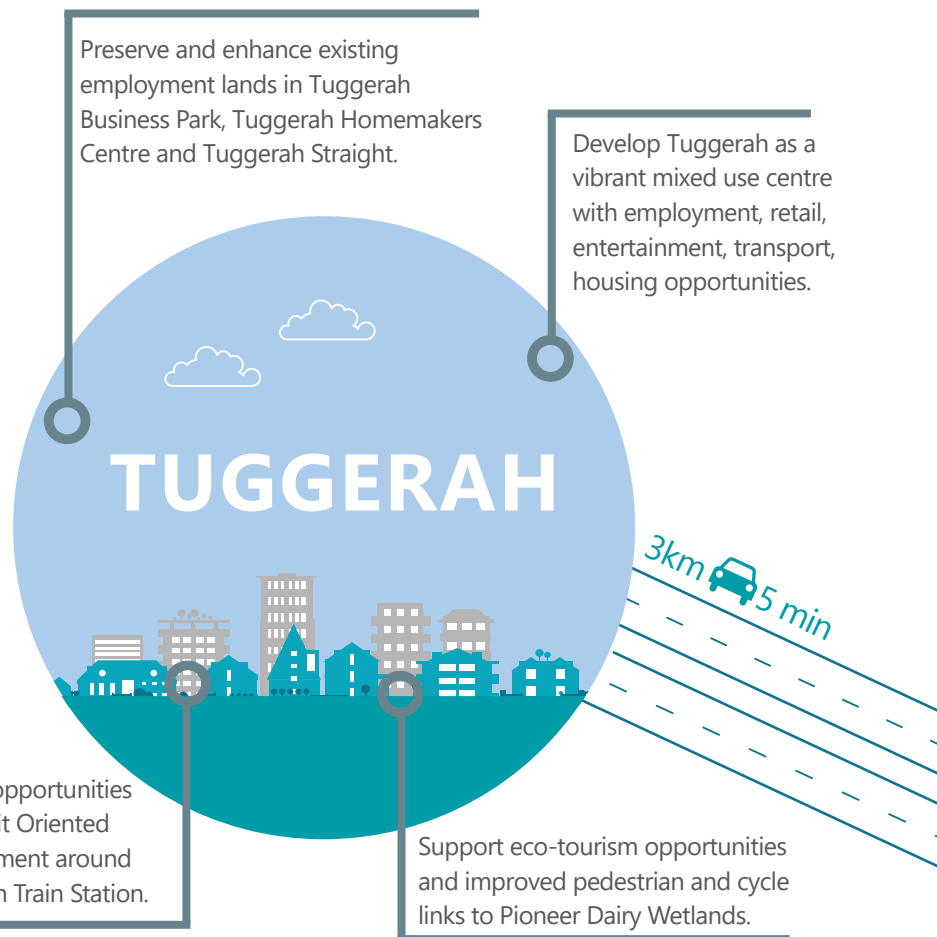 Preserve and enhance existing
employment lands in Tuggerah
Business Park, Tuggerah Homemakers
Centre and Tuggerah Straight.
Develop Tuggerah as a
vibrant mixed use centre
with employment, retail,
entertainment, transport,
housing opportunities.
TUGGERAH
3km 5 min
opportunities
it Oriented
ment around
n Train Station.
Support eco-tourism opportunities
and improved pedestrian and cycle
links to Pioneer Dairy Wetlands.